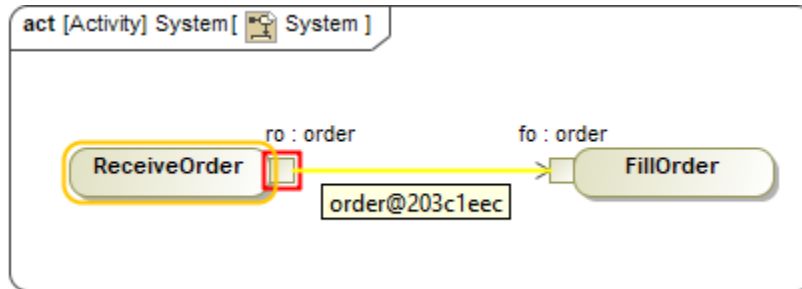 act [Activity] System[ System ]
ro : order
fo : order
ReceiveOrder
FillOrder
order@203c1eec